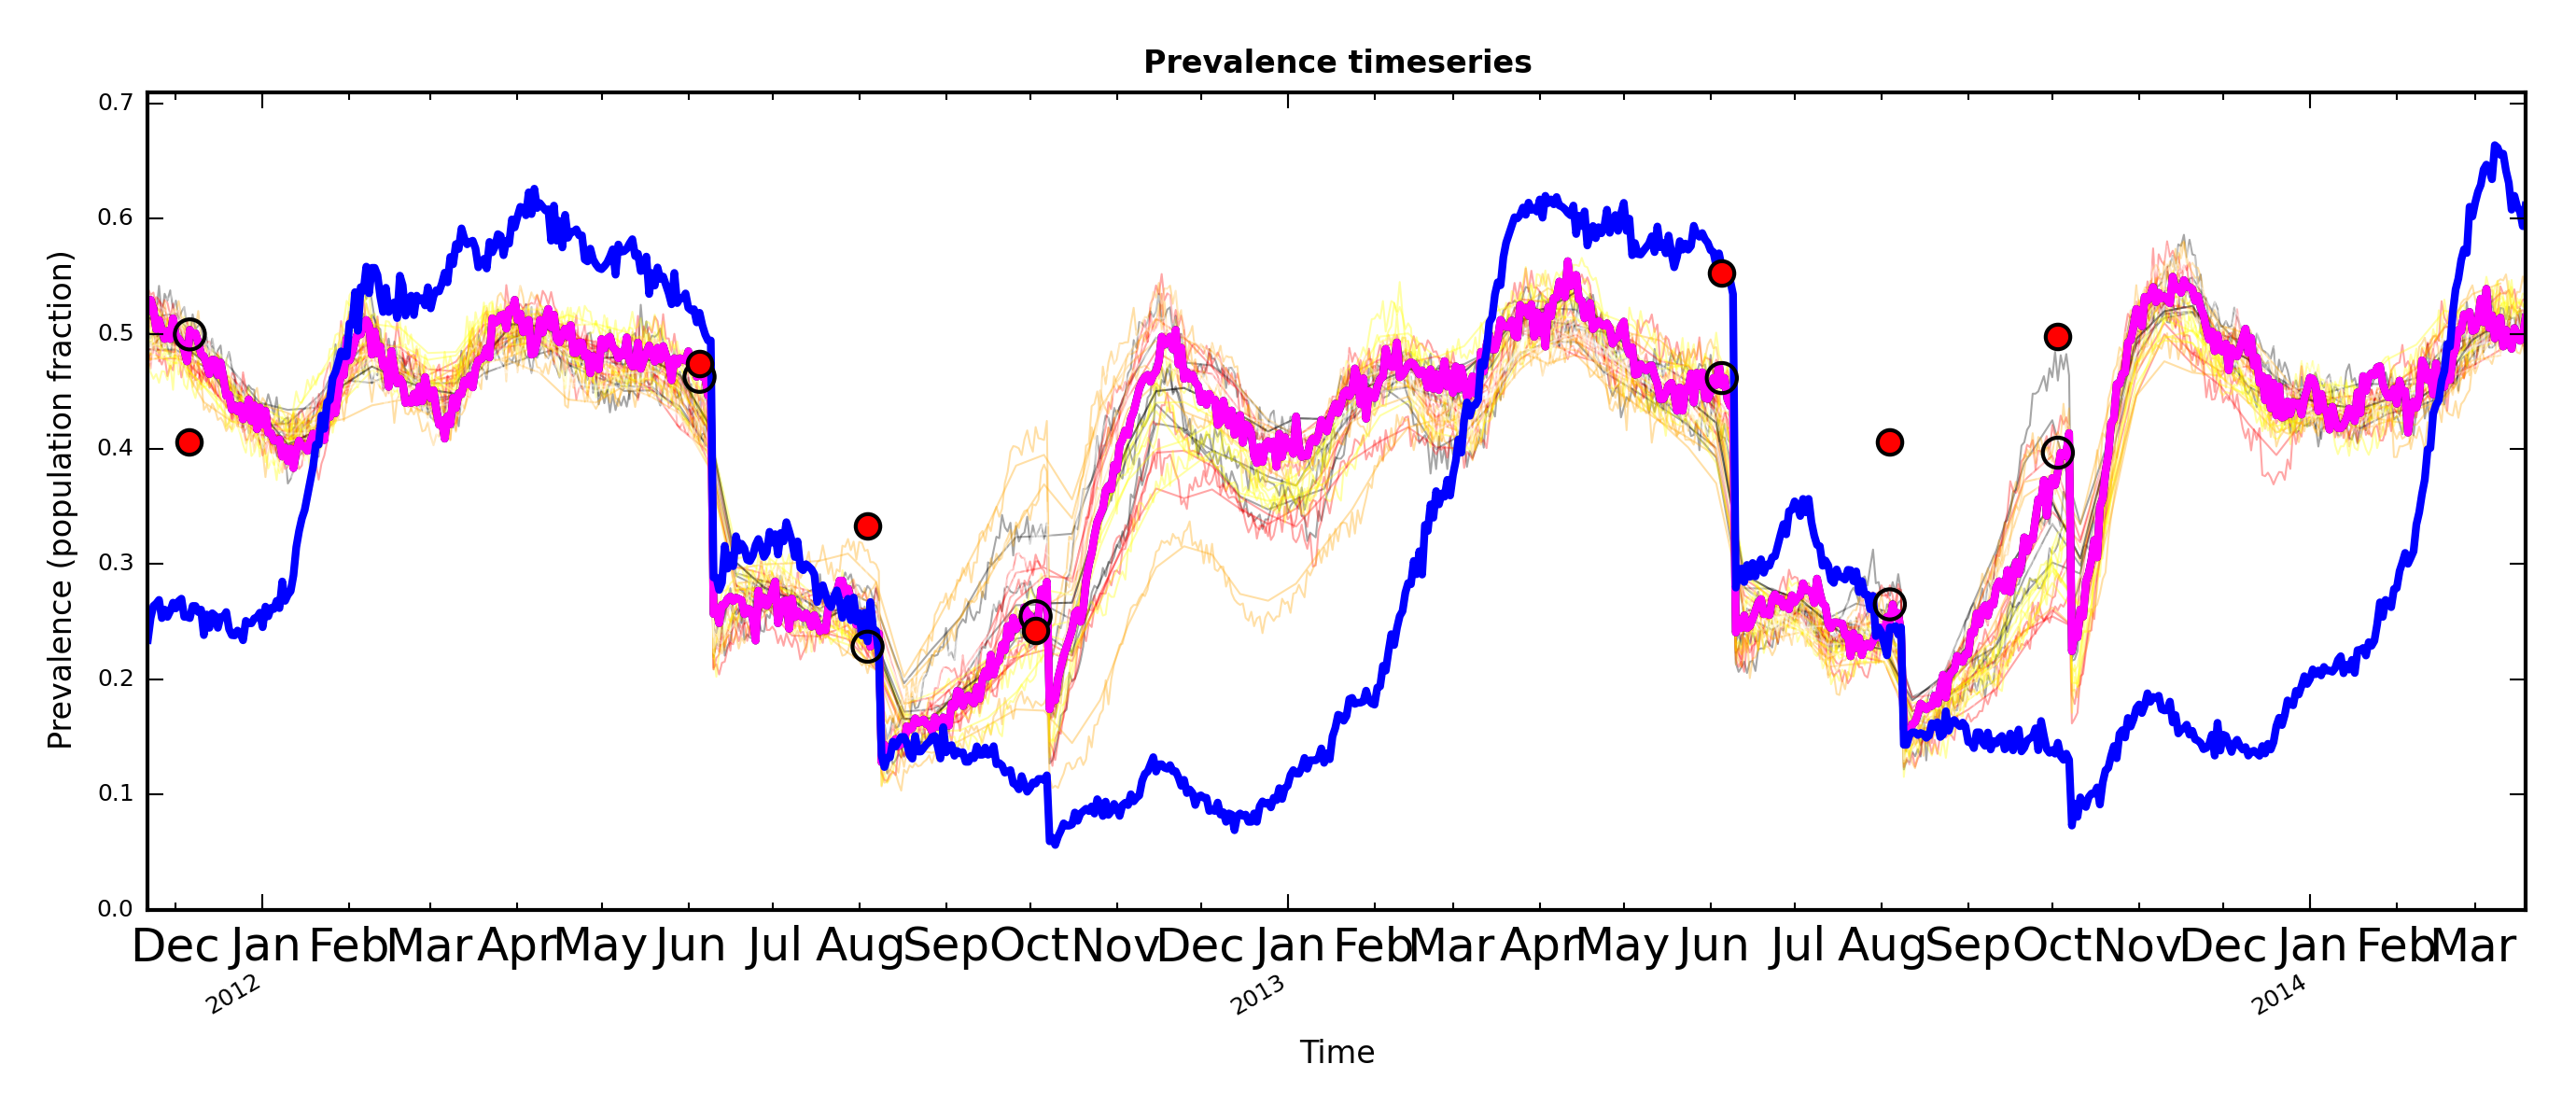 Prevalence timeseries
Prevalence (population fraction)
0.7
0.6
0.5
0.4
0.3
0.2
0.1
0.0
Dec Jan Feb Mar Apr May Jun Jul Aug Sep Oct Nov Dec Jan Feb Mar Apr May Jun Jul Aug Sep Oct Nov Dec Jan Feb Mar
2012 2013 2014
Time